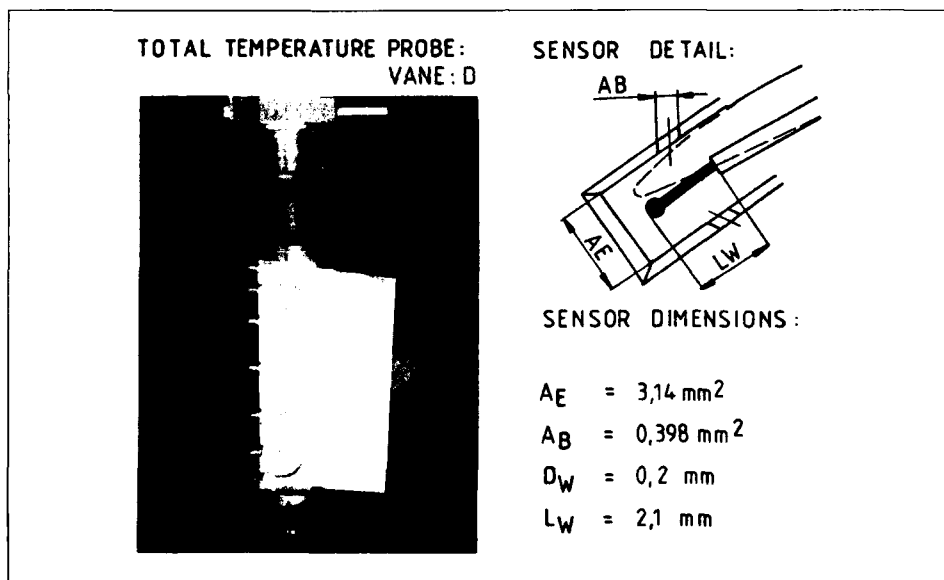 TOTAL TEMPERATURE PROBE:
VANE: D
SENSOR DETAIL:
AB
AE
LW
SENSOR DIMENSIONS:
AE = 3,14 mm2
AB = 0,398 mm2
DW = 0,2 mm
LW = 2,1 mm